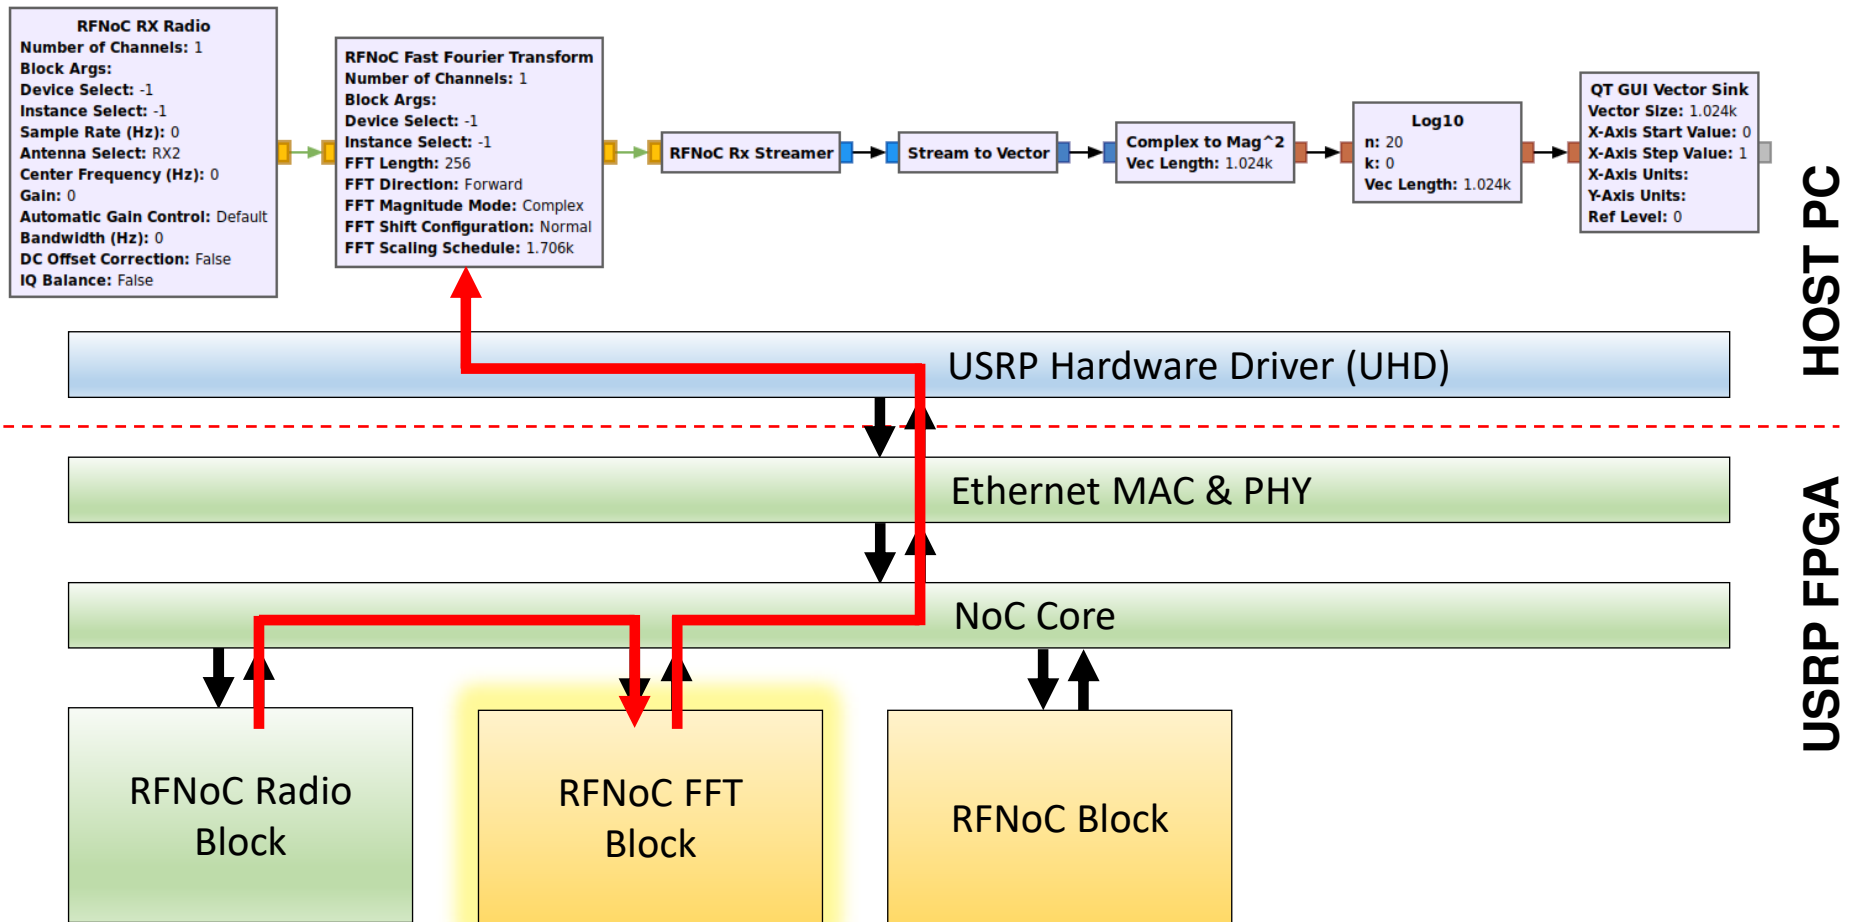 RFNoC RX Radio
Number of Channels: 1
Block Args:
Device Select: -1
Instance Select: -1
Sample Rate (Hz): 0
Antenna Select: RX2
Center Frequency (Hz): 0
Gain: 0
Automatic Gain Control: Default
Bandwidth (Hz): 0
DC Offset Correction: False
IQ Balance: False
RFNoC Fast Fourier Transform
Number of Channels: 1
Block Args:
Device Select: -1
Instance Select: -1
FFT Length: 256
FFT Direction: Forward
FFT Magnitude Mode: Complex
FFT Shift Configuration: Normal
FFT Scaling Schedule: 1.706k
RFNoC Rx Streamer
Stream to Vector
Complex to Mag^2
Vec Length: 1.024k
Log10
n: 20
k: 0
Vec Length: 1.024k
QT GUI Vector Sink
Vector Size: 1.024k
X-Axis Start Value: 0
X-Axis Step Value: 1
X-Axis Units:
Y-Axis Units:
Ref Level: 0
HOST PC
USRP Hardware Driver (UHD)
Ethernet MAC & PHY
NoC Core
USRP FPGA
RFNoC Radio
Block
RFNoC FFT
Block
RFNoC Block